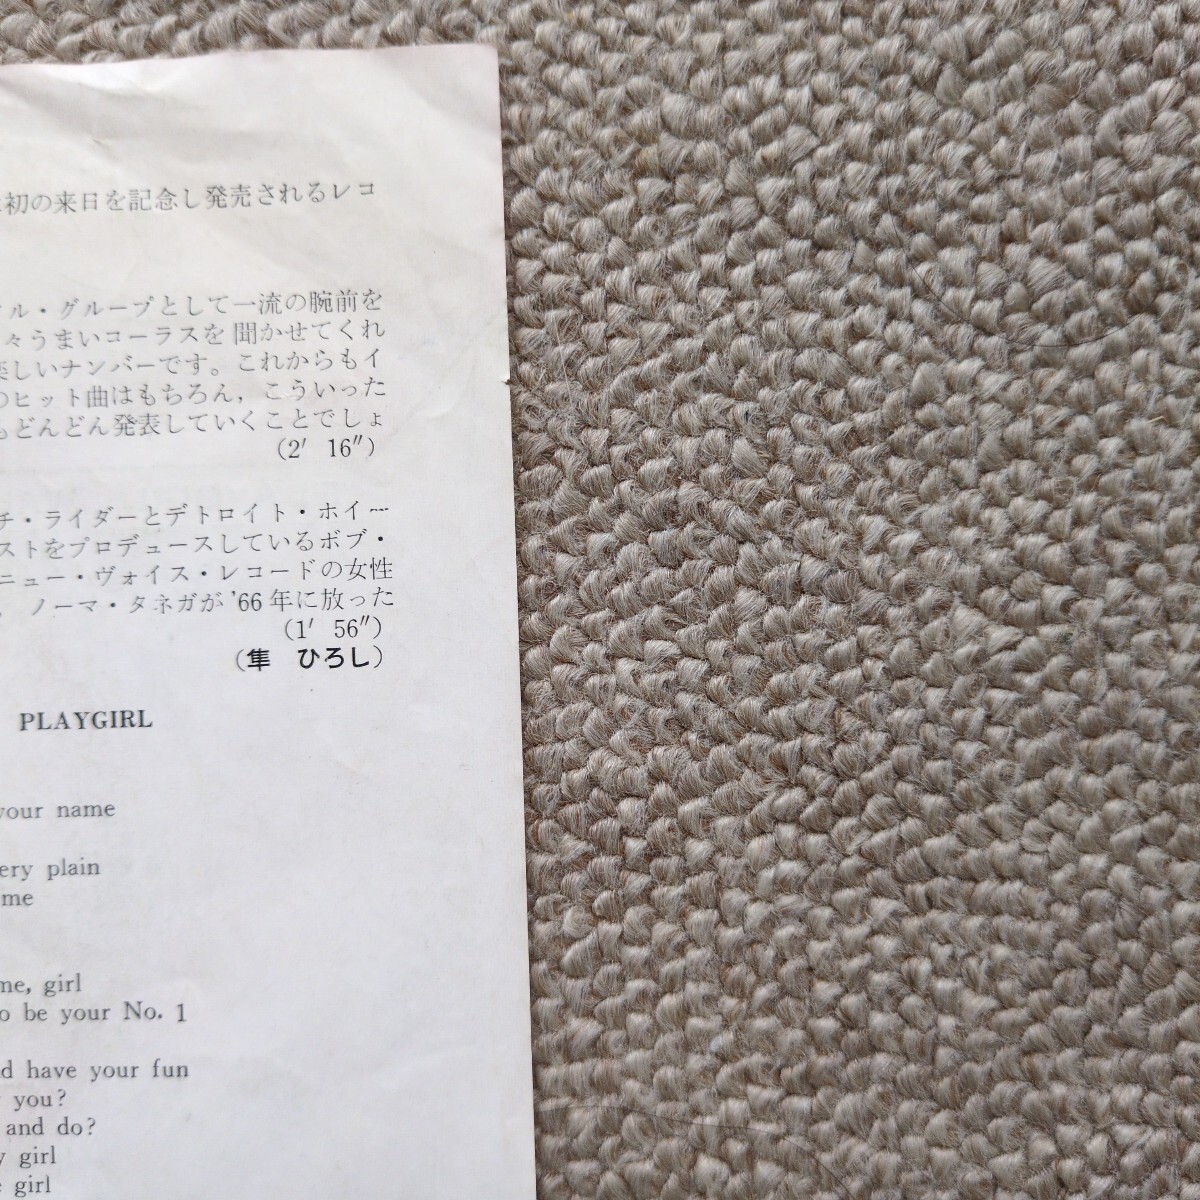 初の来日を記念し発売されるレコ
ル・グループとして一流の腕前を
々うまいコーラスを聞かせてくれ
楽しいナンバーです。これからもイ
のヒット曲はもちろん，こういった
もどんどん発表していくことでしょ
(2′ 16″)
チ・ライダーとデトロイト・ホイー
ストをプロデュースしているボブ・
ニュー・ヴォイス・レコードの女性
ノーマ・タネガが'66年に放った
(1′ 56″)
(隼 ひろし)
PLAYGIRL
your name
ery plain
me
me, girl
o be your No. 1
d have your fun
you?
and do?
y girl
e girl